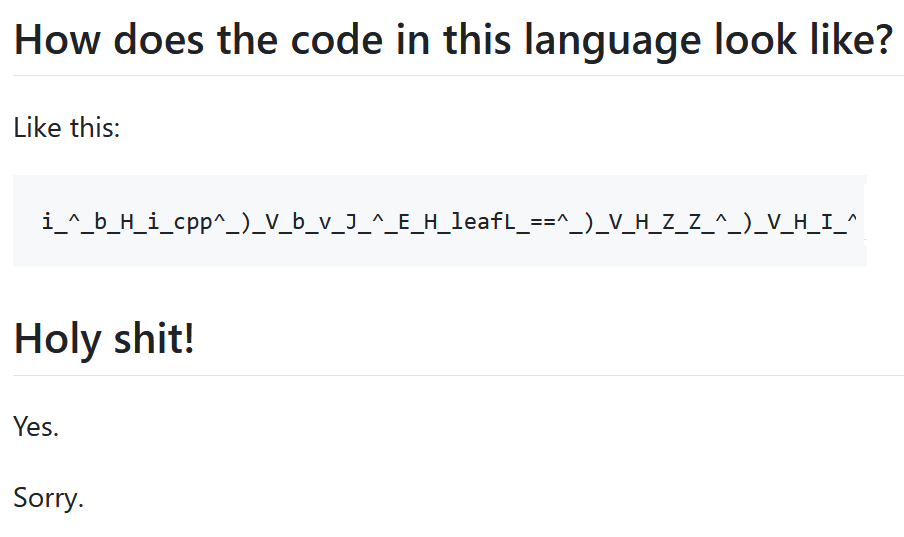 How does the code in this language look like?
Like this:
i_^_b_H_i_cpp^_)_V_b_v_J_^_E_H_leafL_==^_)_V_H_Z_Z_^_)_V_H_I_^
Holy shit!
Yes.
Sorry.